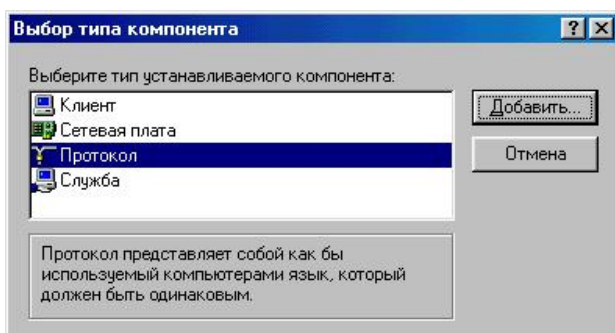 Выбор типа компонента
Выберите тип устанавливаемого компонента:
Клиент
Сетевая плата
Протокол
Служба
Добавить...
Отмена
Протокол представляет собой как бы
используемый компьютерами язык, который
должен быть одинаковым.